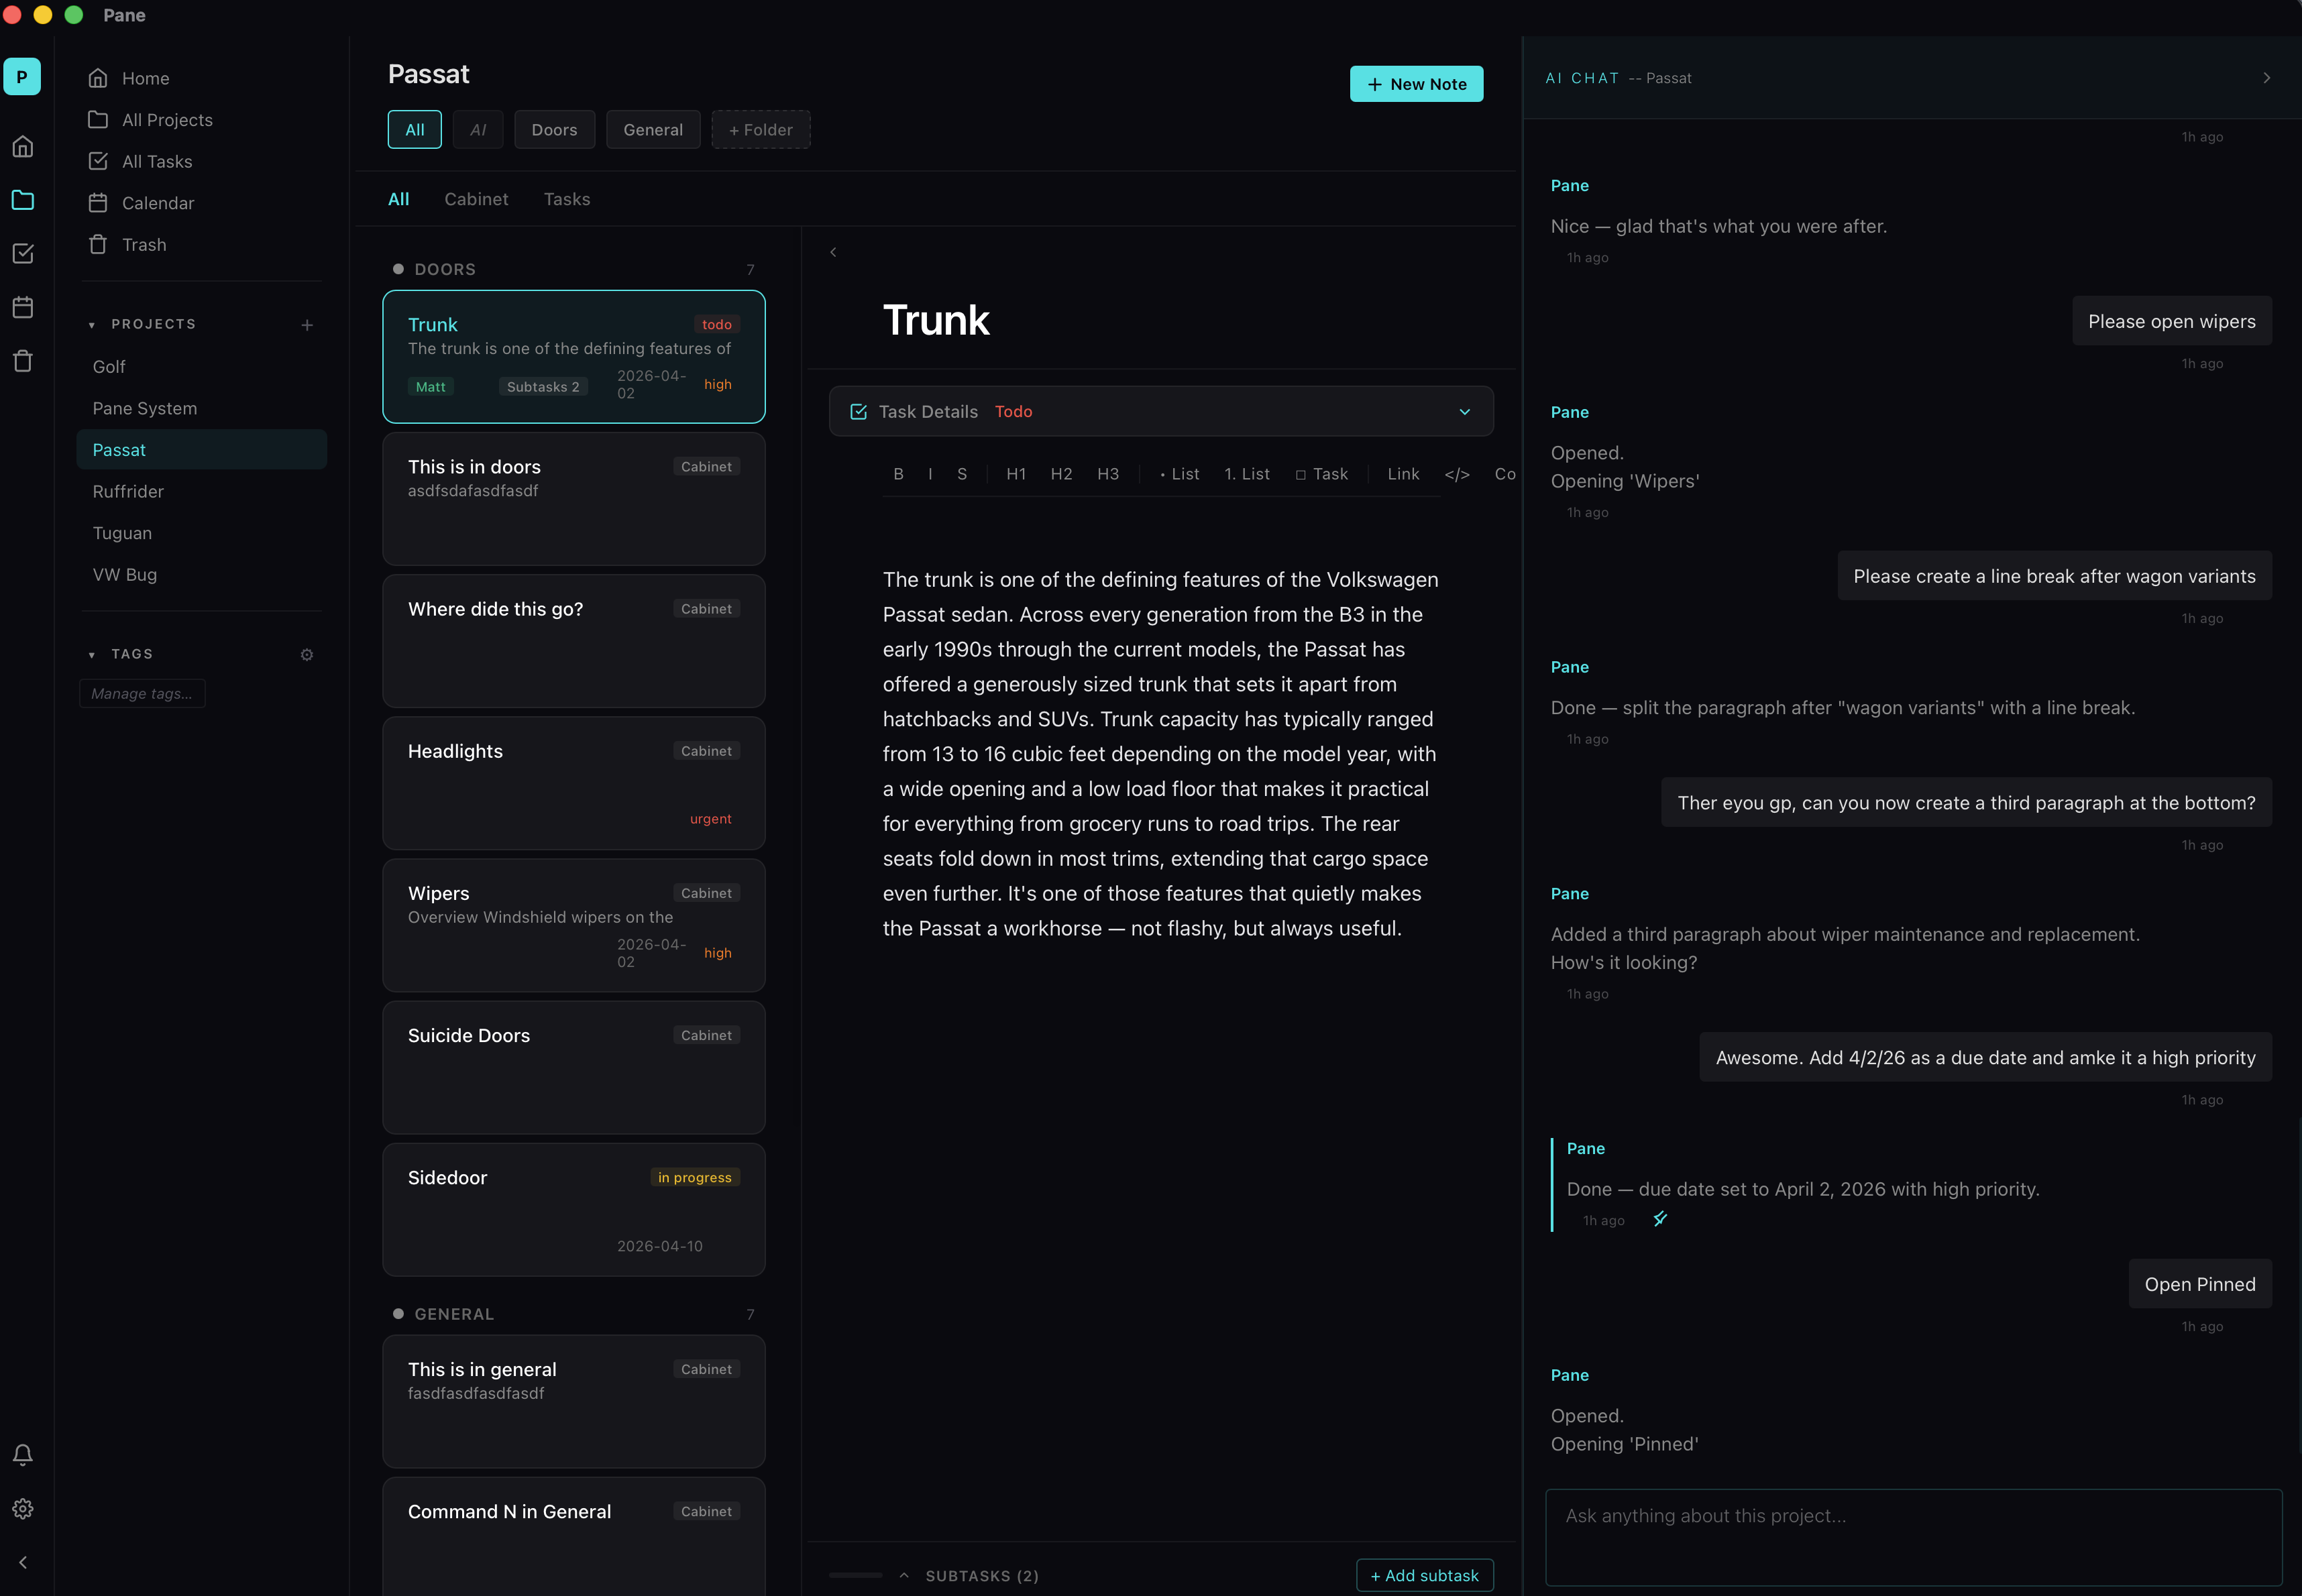 Pane
P
Home
All Projects
All Tasks
Calendar
Trash
PROJECTS
Golf
Pane System
Passat
Ruffrider
Tuguan
VW Bug
TAGS
Manage tags...
Passat
+ New Note
All
AI
Doors
General
+ Folder
All
Cabinet
Tasks
DOORS
7
Trunk
todo
The trunk is one of the defining features of
Matt
Subtasks 2
2026-04-
02
high
This is in doors
Cabinet
asdfsdafasdfasdf
Where dide this go?
Cabinet
Headlights
Cabinet
urgent
Wipers
Cabinet
Overview Windshield wipers on the
2026-04-
02
high
Suicide Doors
Cabinet
Sidedoor
in progress
2026-04-10
GENERAL
7
This is in general
Cabinet
fasdfasdfasdfasdf
Command N in General
Cabinet
Trunk
Task Details Todo
B I S H1 H2 H3 • List 1. List □ Task Link </> Co
The trunk is one of the defining features of the Volkswagen
Passat sedan. Across every generation from the B3 in the
early 1990s through the current models, the Passat has
offered a generously sized trunk that sets it apart from
hatchbacks and SUVs. Trunk capacity has typically ranged
from 13 to 16 cubic feet depending on the model year, with
a wide opening and a low load floor that makes it practical
for everything from grocery runs to road trips. The rear
seats fold down in most trims, extending that cargo space
even further. It's one of those features that quietly makes
the Passat a workhorse — not flashy, but always useful.
SUBTASKS (2)
+ Add subtask
AI CHAT -- Passat
1h ago
Pane
Nice — glad that's what you were after.
1h ago
Please open wipers
1h ago
Pane
Opened.
Opening 'Wipers'
1h ago
Please create a line break after wagon variants
1h ago
Pane
Done — split the paragraph after "wagon variants" with a line break.
1h ago
Ther eyou gp, can you now create a third paragraph at the bottom?
1h ago
Pane
Added a third paragraph about wiper maintenance and replacement.
How's it looking?
1h ago
Awesome. Add 4/2/26 as a due date and amke it a high priority
1h ago
Pane
Done — due date set to April 2, 2026 with high priority.
1h ago
Open Pinned
1h ago
Pane
Opened.
Opening 'Pinned'
Ask anything about this project...